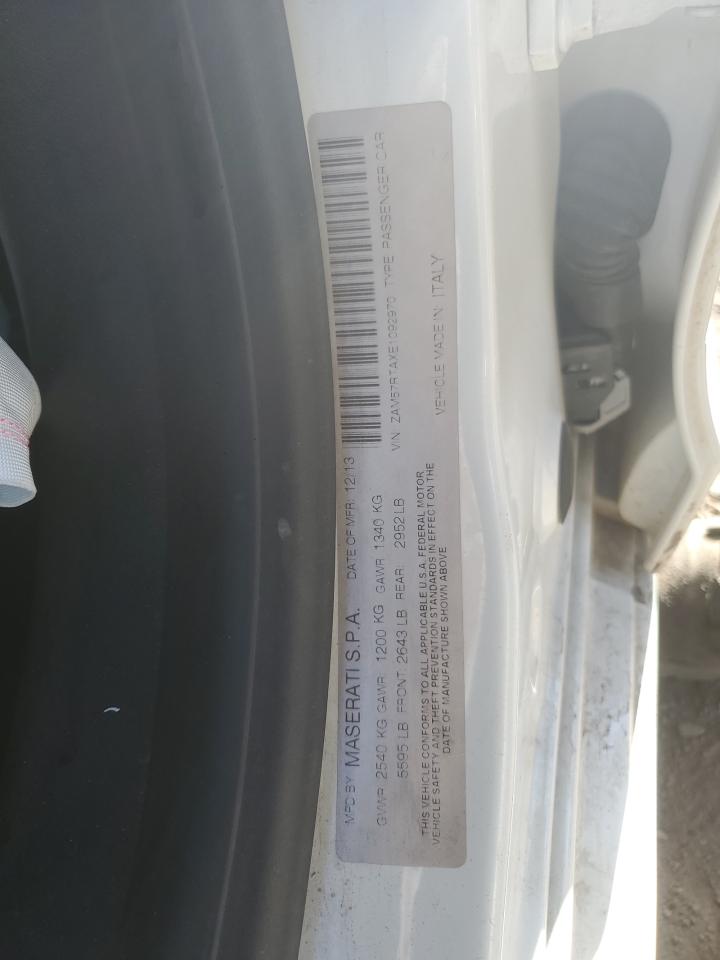 MFD BY MASERATI S.P.A. DATE OF MFR: 12/13
GVWR: 2540 KG GAWR: 1200 KG GAWR 1340 KG
5595 LB FRONT: 2643 LB REAR: 2952 LB
VIN: ZAM57RTAXE1092970 TYPE PASSENGER CAR
THIS VEHICLE CONFORMS TO ALL APPLICABLE U.S.A. FEDERAL MOTOR
VEHICLE SAFETY AND THEFT PREVENTION STANDARDS IN EFFECT ON THE
DATE OF MANUFACTURE SHOWN ABOVE
VEHICLE MADE IN: ITALY